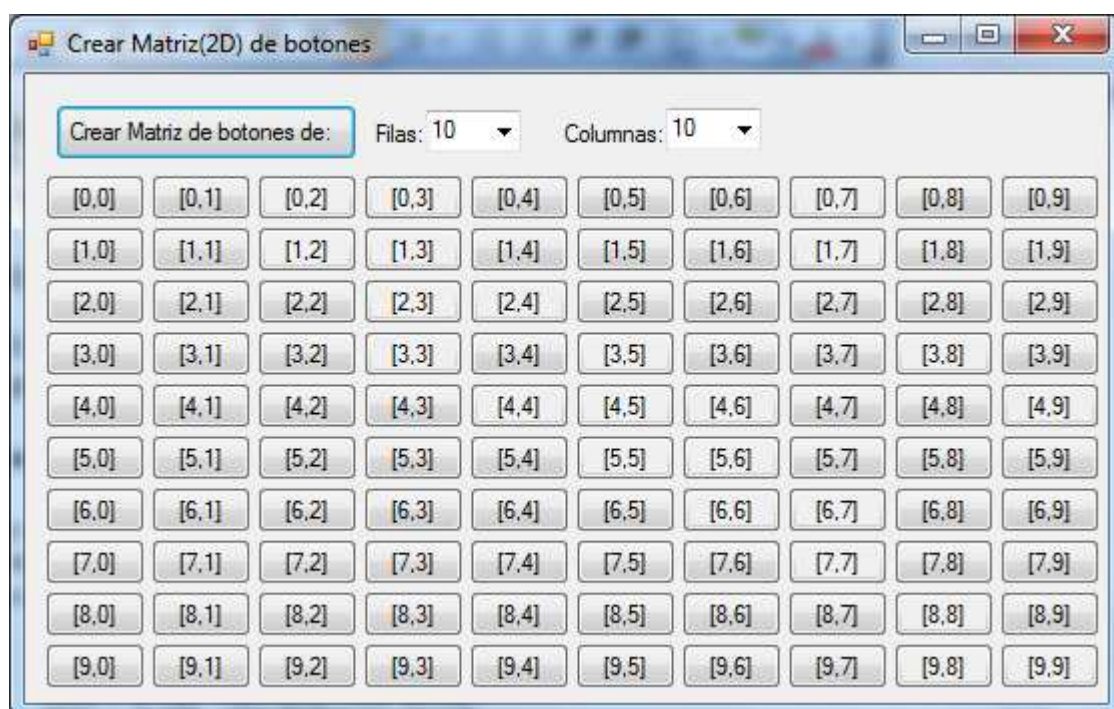 Crear Matriz(2D) de botones
Crear Matriz de botones de: Filas: 10 Columnas: 10
[0,0] [0,1] [0,2] [0,3] [0,4] [0,5] [0,6] [0,7] [0,8] [0,9]
[1,0] [1,1] [1,2] [1,3] [1,4] [1,5] [1,6] [1,7] [1,8] [1,9]
[2,0] [2,1] [2,2] [2,3] [2,4] [2,5] [2,6] [2,7] [2,8] [2,9]
[3,0] [3,1] [3,2] [3,3] [3,4] [3,5] [3,6] [3,7] [3,8] [3,9]
[4,0] [4,1] [4,2] [4,3] [4,4] [4,5] [4,6] [4,7] [4,8] [4,9]
[5,0] [5,1] [5,2] [5,3] [5,4] [5,5] [5,6] [5,7] [5,8] [5,9]
[6,0] [6,1] [6,2] [6,3] [6,4] [6,5] [6,6] [6,7] [6,8] [6,9]
[7,0] [7,1] [7,2] [7,3] [7,4] [7,5] [7,6] [7,7] [7,8] [7,9]
[8,0] [8,1] [8,2] [8,3] [8,4] [8,5] [8,6] [8,7] [8,8] [8,9]
[9,0] [9,1] [9,2] [9,3] [9,4] [9,5] [9,6] [9,7] [9,8] [9,9]